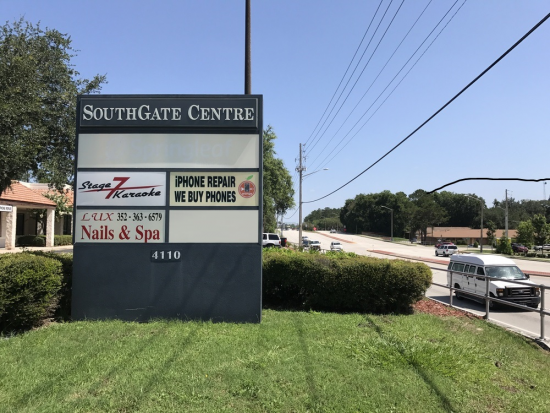 SOUTHGATE CENTRE
Stage 7 Karaoke
iPHONE REPAIR
WE BUY PHONES
LUX 352-363-6579
Nails & Spa
4110